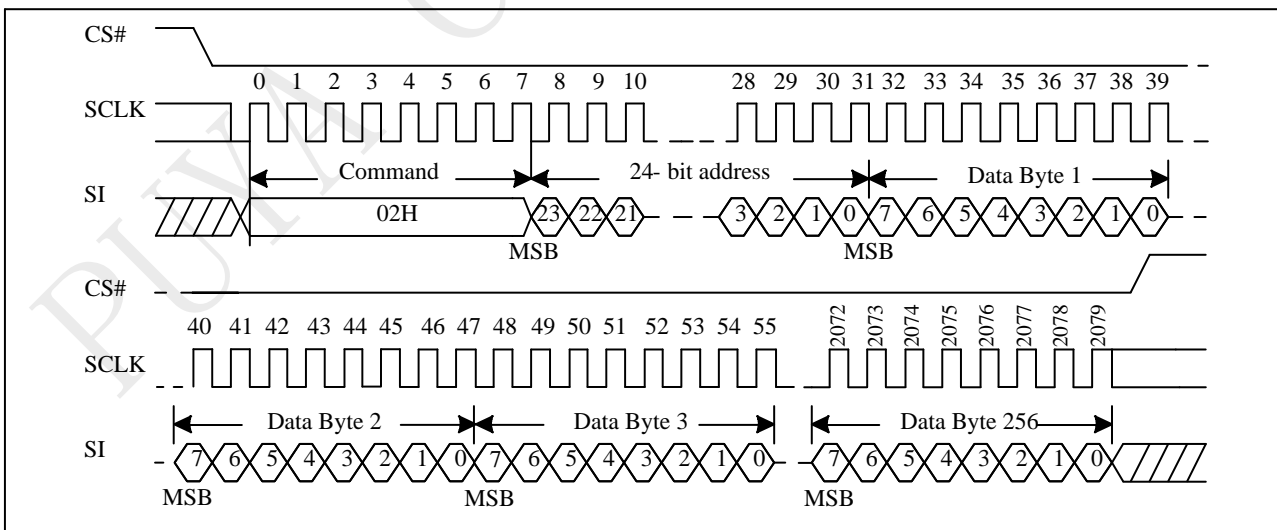 CS#
0 1 2 3 4 5 6 7 8 9 10 28 29 30 31 32 33 34 35 36 37 38 39
SCLK
Command 24- bit address Data Byte 1
SI
02H 23 22 21 3 2 1 0 7 6 5 4 3 2 1 0
MSB MSB
CS#
40 41 42 43 44 45 46 47 48 49 50 51 52 53 54 55 2072 2073 2074 2075 2076 2077 2078 2079
SCLK
Data Byte 2 Data Byte 3 Data Byte 256
SI
7 6 5 4 3 2 1 0 7 6 5 4 3 2 1 0 7 6 5 4 3 2 1 0
MSB MSB MSB
PUYA